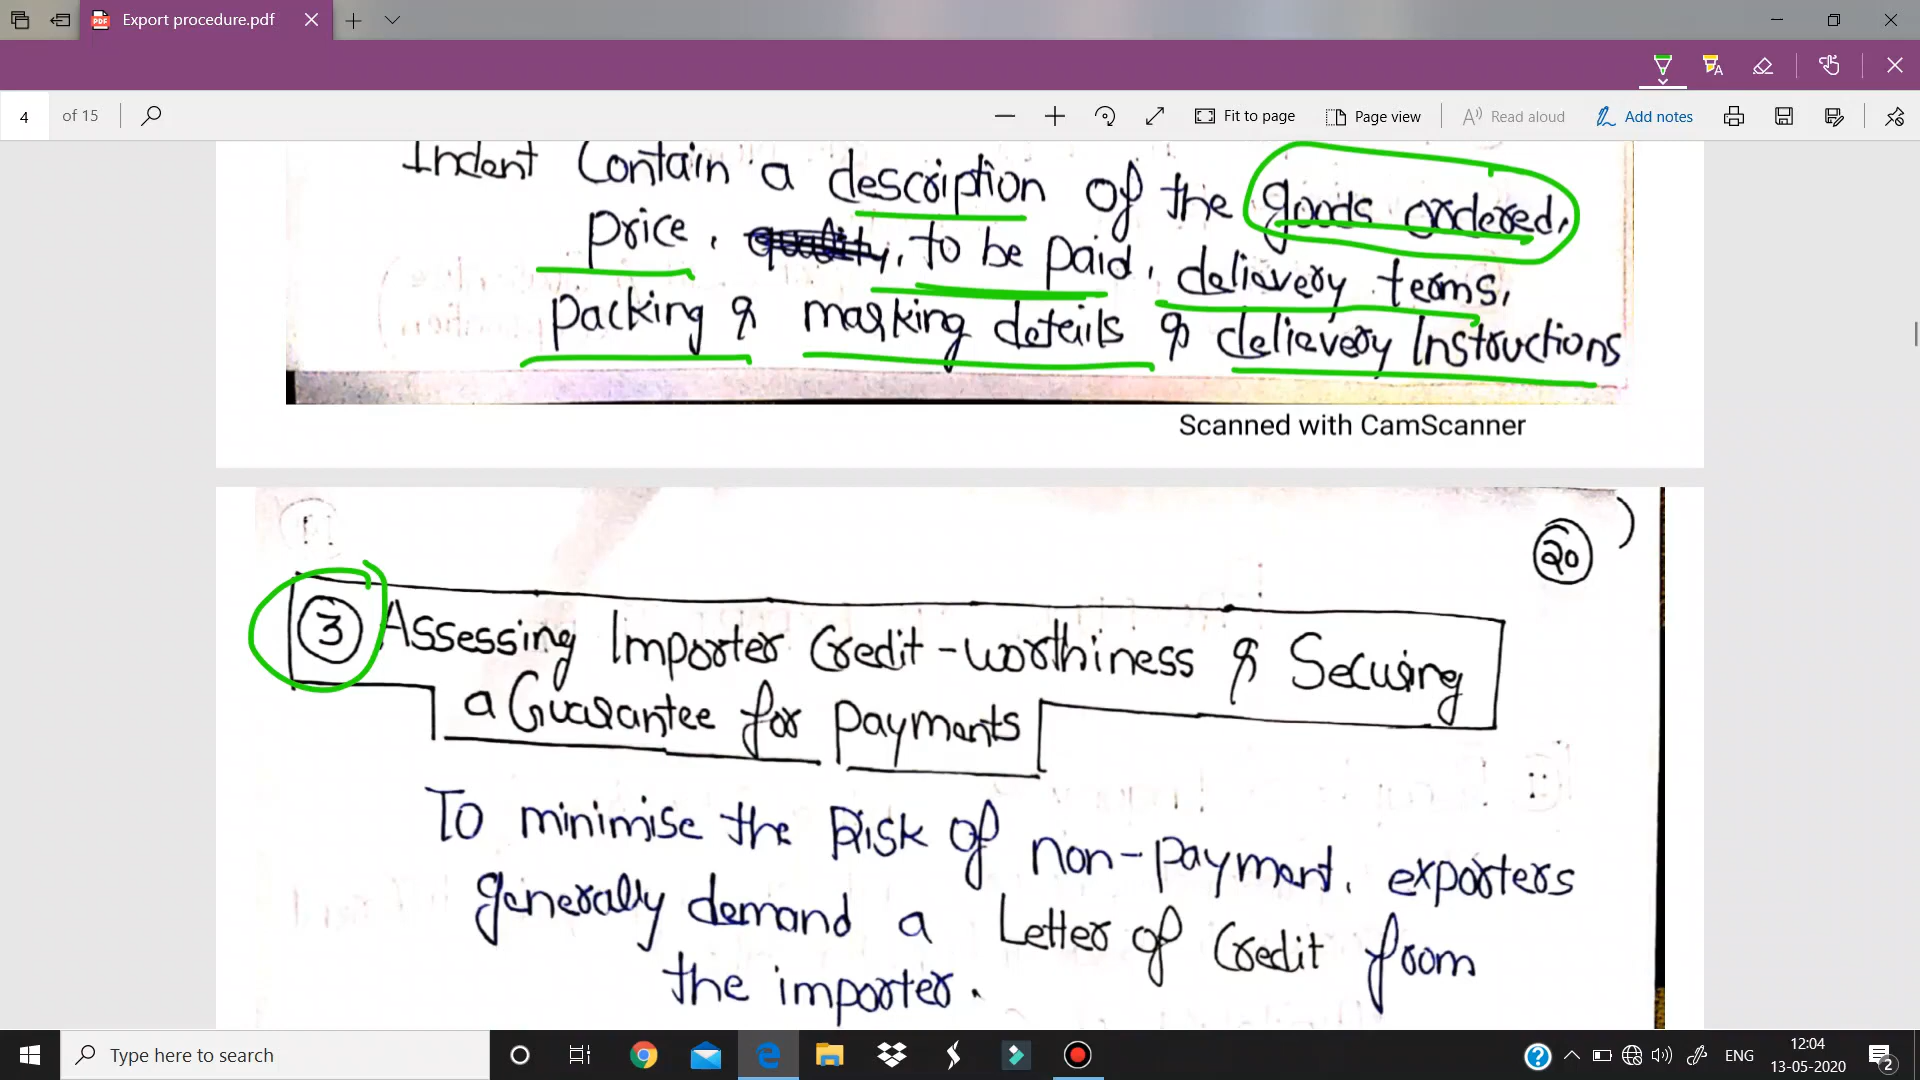 Export procedure.pdf
4 of 15
Fit to page
Page view
Read aloud
Add notes
Indent Contain a description of the goods ordered,
price, to be paid, delievery terms,
packing & marking details & delievery Instructions
Scanned with CamScanner
20
3 Assessing Importer Credit-worthiness & Securing
a Guarantee for payments
To minimise the Risk of non-payment, exporters
generally demand a Letter of Credit from
the importer.
Type here to search
ENG
12:04
13-05-2020
2